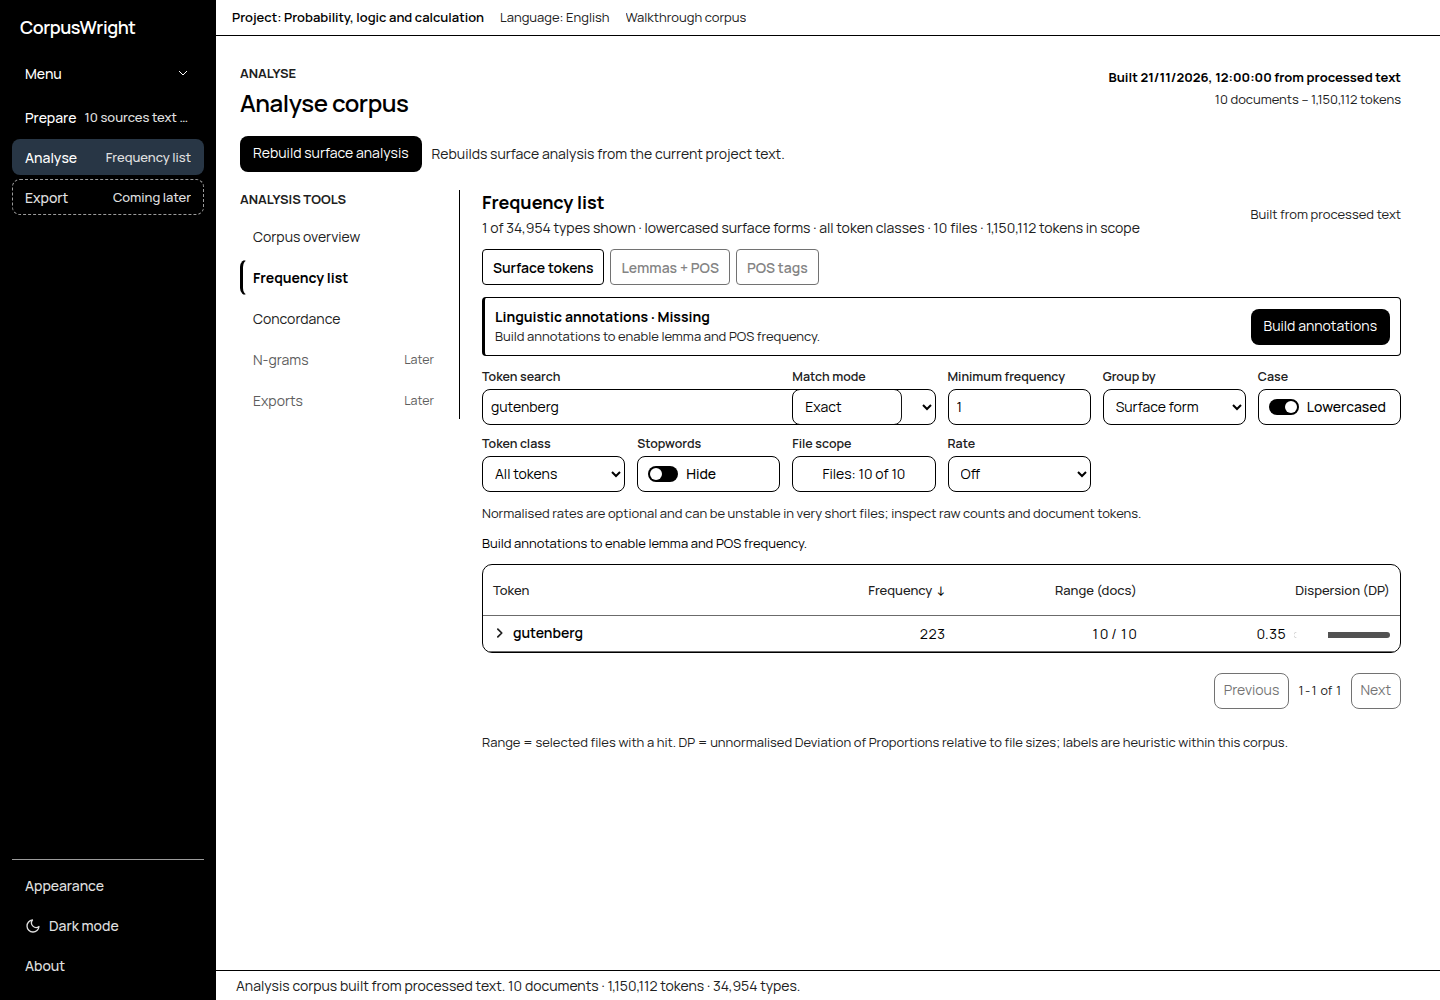 CorpusWright
Menu
Prepare 10 sources text ...
Analyse Frequency list
Export Coming later
Appearance
Dark mode
About
Project: Probability, logic and calculation Language: English Walkthrough corpus
ANALYSE
Analyse corpus
Built 21/11/2026, 12:00:00 from processed text
10 documents – 1,150,112 tokens
Rebuild surface analysis Rebuilds surface analysis from the current project text.
ANALYSIS TOOLS
Corpus overview
Frequency list
Concordance
N-grams Later
Exports Later
Frequency list
1 of 34,954 types shown · lowercased surface forms · all token classes · 10 files · 1,150,112 tokens in scope
Built from processed text
Surface tokens Lemmas + POS POS tags
Linguistic annotations · Missing
Build annotations to enable lemma and POS frequency.
Build annotations
Token search Match mode Minimum frequency Group by Case
gutenberg Exact 1 Surface form Lowercased
Token class Stopwords File scope Rate
All tokens Hide Files: 10 of 10 Off
Normalised rates are optional and can be unstable in very short files; inspect raw counts and document tokens.
Build annotations to enable lemma and POS frequency.
Token Frequency ↓ Range (docs) Dispersion (DP)
gutenberg 223 10 / 10 0.35
Previous 1-1 of 1 Next
Range = selected files with a hit. DP = unnormalised Deviation of Proportions relative to file sizes; labels are heuristic within this corpus.
Analysis corpus built from processed text. 10 documents · 1,150,112 tokens · 34,954 types.